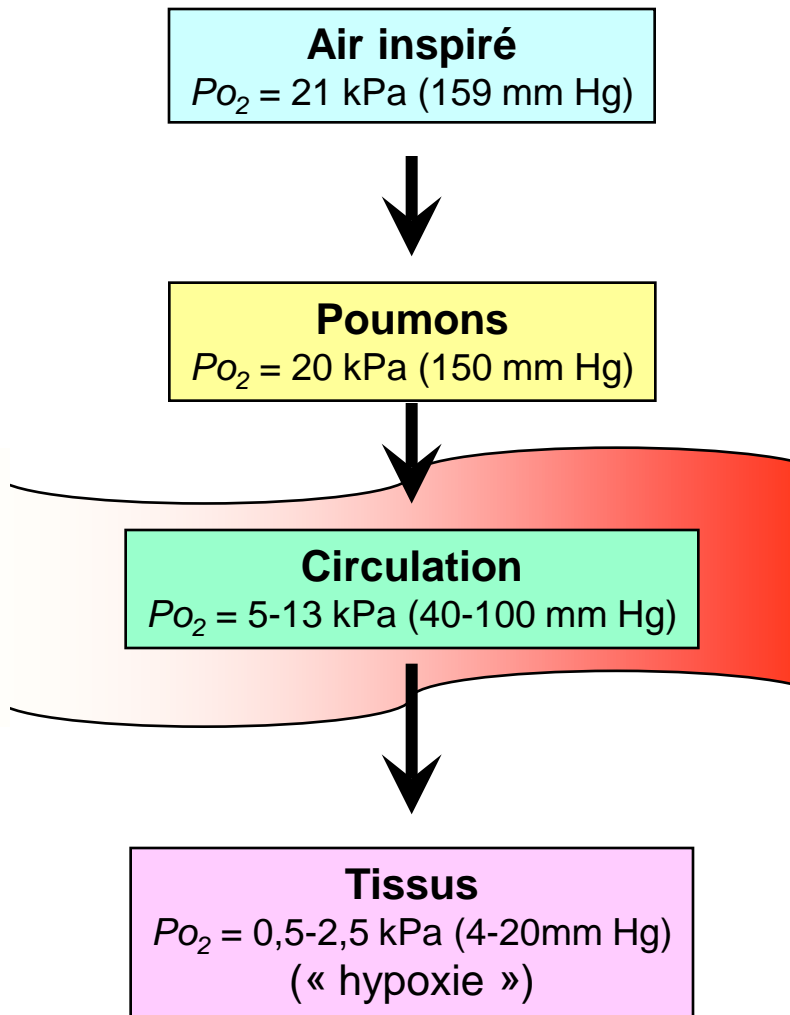 Air inspiré
Po2 = 21 kPa (159 mm Hg)
Poumons
Po2 = 20 kPa (150 mm Hg)
Circulation
Po2 = 5-13 kPa (40-100 mm Hg)
Tissus
Po2 = 0,5-2,5 kPa (4-20mm Hg)
(« hypoxie »)